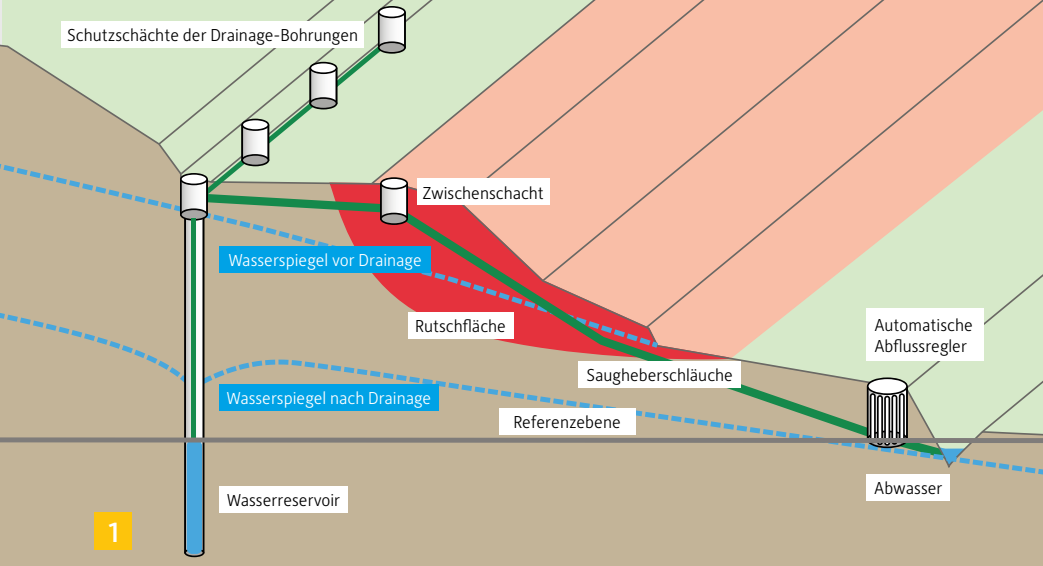 Schutzschächte der Drainage-Bohrungen
Zwischenschacht
Wasserspiegel vor Drainage
Rutschfläche
Automatische
Abflussregler
Saugheberschläuche
Wasserspiegel nach Drainage
Referenzebene
Abwasser
Wasserreservoir
1